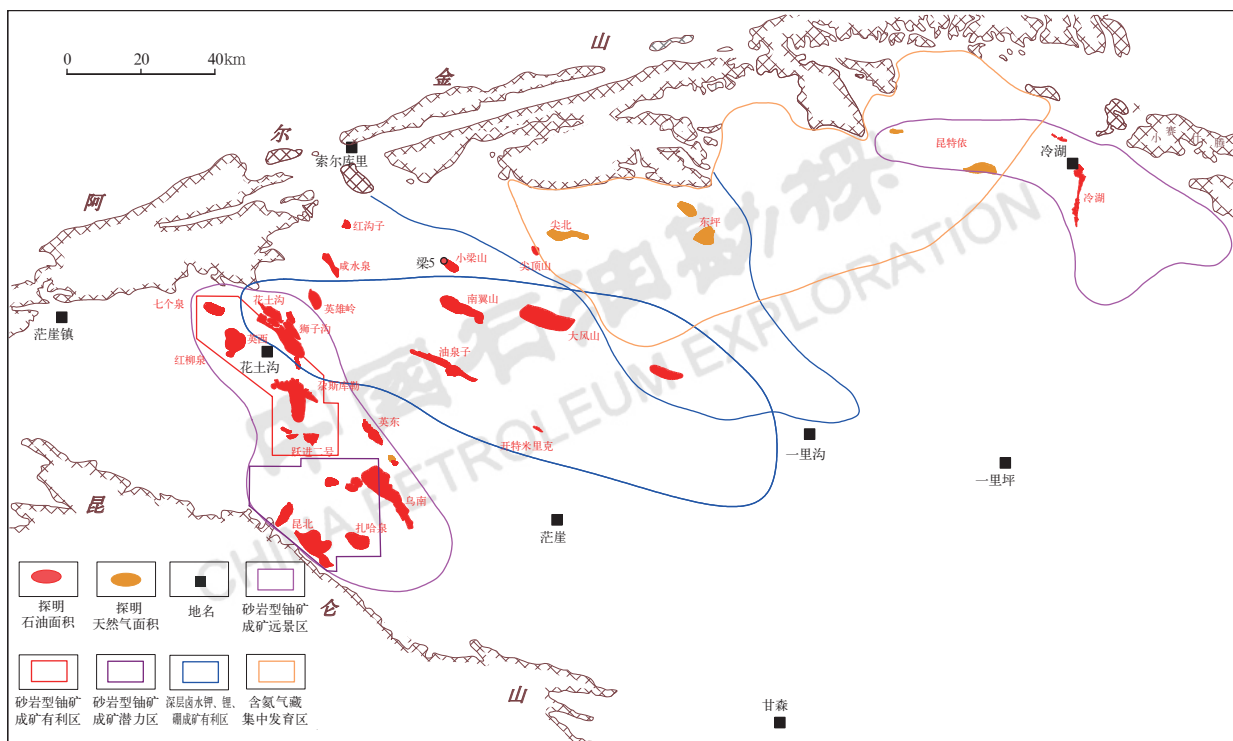 0 20 40km
山
金
尔
阿
索尔库里
红沟子
咸水泉
梁5
小梁山
尖北
尖顶山
东坪
昆特依
冷湖
冷湖
小赛什腾
七个泉
花土沟
英雄岭
狮子沟
南翼山
大风山
茫崖镇
英西
红柳泉
花土沟
油泉子
尕斯库勒
英东
跃进二号
开特米里克
一里沟
一里坪
乌南
昆北
扎哈泉
茫崖
昆
仑
山
甘森
中国石油勘探
CHINA PETROLEUM EXPLORATION
探明
石油面积
探明
天然气面积
地名
砂岩型铀矿
成矿远景区
砂岩型铀矿
成矿有利区
砂岩型铀矿
成矿潜力区
深层卤水钾、锂、
硼成矿有利区
含氦气藏
集中发育区